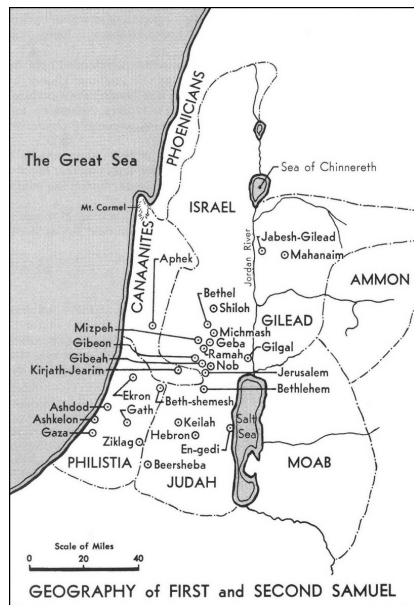 PHOENICIANS
The Great Sea
Sea of Chinnereth
ISRAEL
Mt. Carmel
CANAANITES
Jordan River
Jabesh-Gilead
Mahanaim
Aphek
AMMON
Bethel
Shiloh
GILEAD
Mizpeh
Michmash
Gibeon
Geba
Ramah
Gilgal
Gibeah
Nob
Kirjath-Jearim
Jerusalem
Bethlehem
Ekron
Beth-shemesh
Ashdod
Gath
Ashkelon
Keilah
Salt
Sea
Gaza
Hebron
Ziklag
En-gedi
PHILISTIA
Beersheba
MOAB
JUDAH
Scale of Miles
0 20 40
GEOGRAPHY of FIRST and SECOND SAMUEL